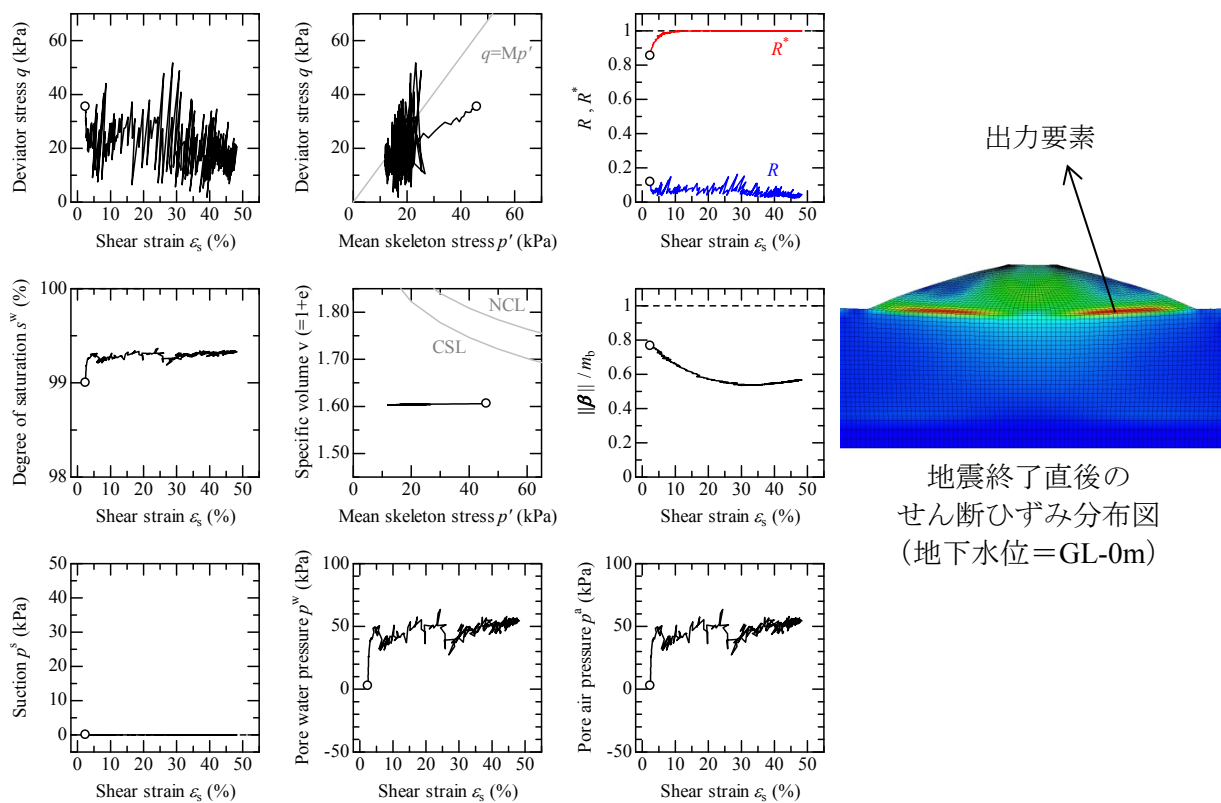 60
40
20
0
Deviator stress q (kPa)
0 10 20 30 40 50
Shear strain εs (%)
60
40
20
0
Deviator stress q (kPa)
q=Mp′
0 20 40 60
Mean skeleton stress p′ (kPa)
1
0.8
0.6
0.4
0.2
0
R , R*
R*
R
0 10 20 30 40 50
Shear strain εs (%)
出力要素
100
99
98
Degree of saturation sʷ (%)
0 10 20 30 40 50
Shear strain εs (%)
1.80
1.70
1.60
1.50
Specific volume v (=1+e)
NCL
CSL
0 20 40 60
Mean skeleton stress p′ (kPa)
1
0.8
0.6
0.4
0.2
0
||β|| / mb
0 10 20 30 40 50
Shear strain εs (%)
地震終了直後の
せん断ひずみ分布図
（地下水位＝GL-0m）
50
40
30
20
10
0
Suction pˢ (kPa)
0 10 20 30 40 50
Shear strain εs (%)
100
50
0
-50
Pore water pressure pʷ (kPa)
0 10 20 30 40 50
Shear strain εs (%)
100
50
0
-50
Pore air pressure pᵃ (kPa)
0 10 20 30 40 50
Shear strain εs (%)